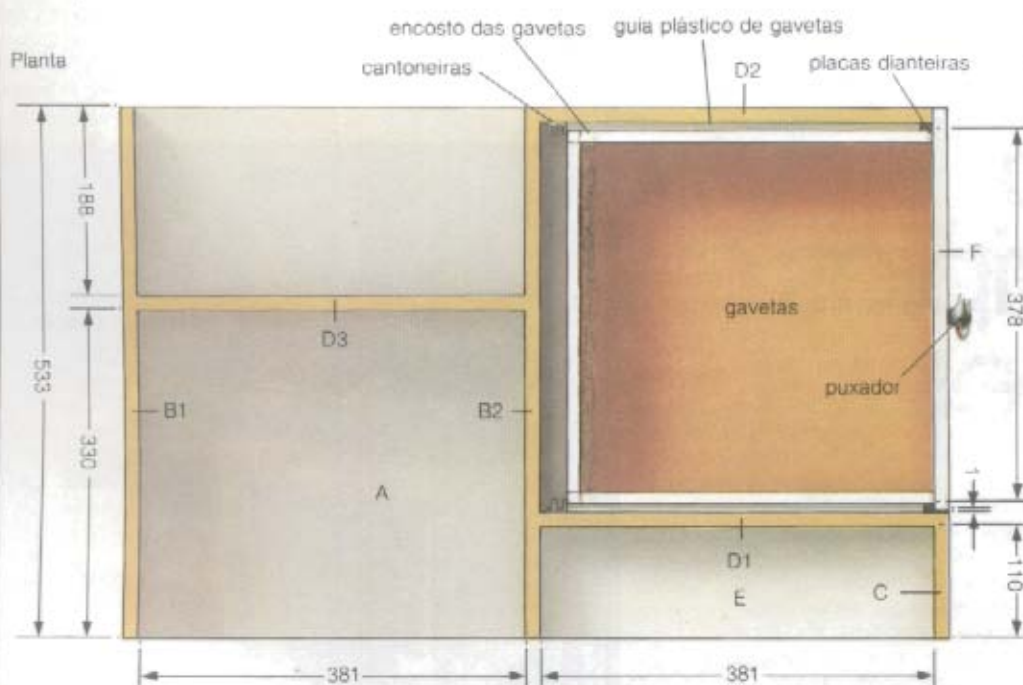 encosto das gavetas
guia plástico de gavetas
Planta
cantoneiras
D2
placas dianteiras
188
F
gavetas
378
D3
puxador
533
B1
B2
330
A
1
D1
110
E
C
381
381